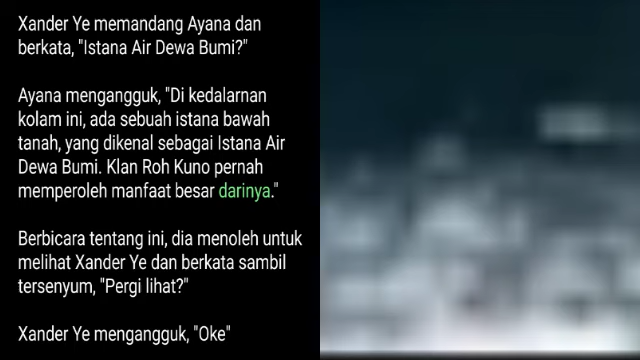 Xander Ye memandang Ayana dan
berkata, "Istana Air Dewa Bumi?"
Ayana mengangguk, "Di kedalarnan
kolam ini, ada sebuah istana bawah
tanah, yang dikenal sebagai Istana Air
Dewa Bumi. Klan Roh Kuno pernah
memperoleh manfaat besar darinya."
Berbicara tentang ini, dia menoleh untuk
melihat Xander Ye dan berkata sambil
tersenyum, "Pergi lihat?"
Xander Ye mengangguk, "Oke"